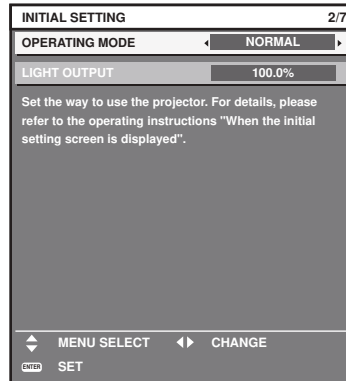 INITIAL SETTING 2/7
OPERATING MODE NORMAL
LIGHT OUTPUT 100.0%
Set the way to use the projector. For details, please
refer to the operating instructions "When the initial
setting screen is displayed".
MENU SELECT CHANGE
ENTER SET